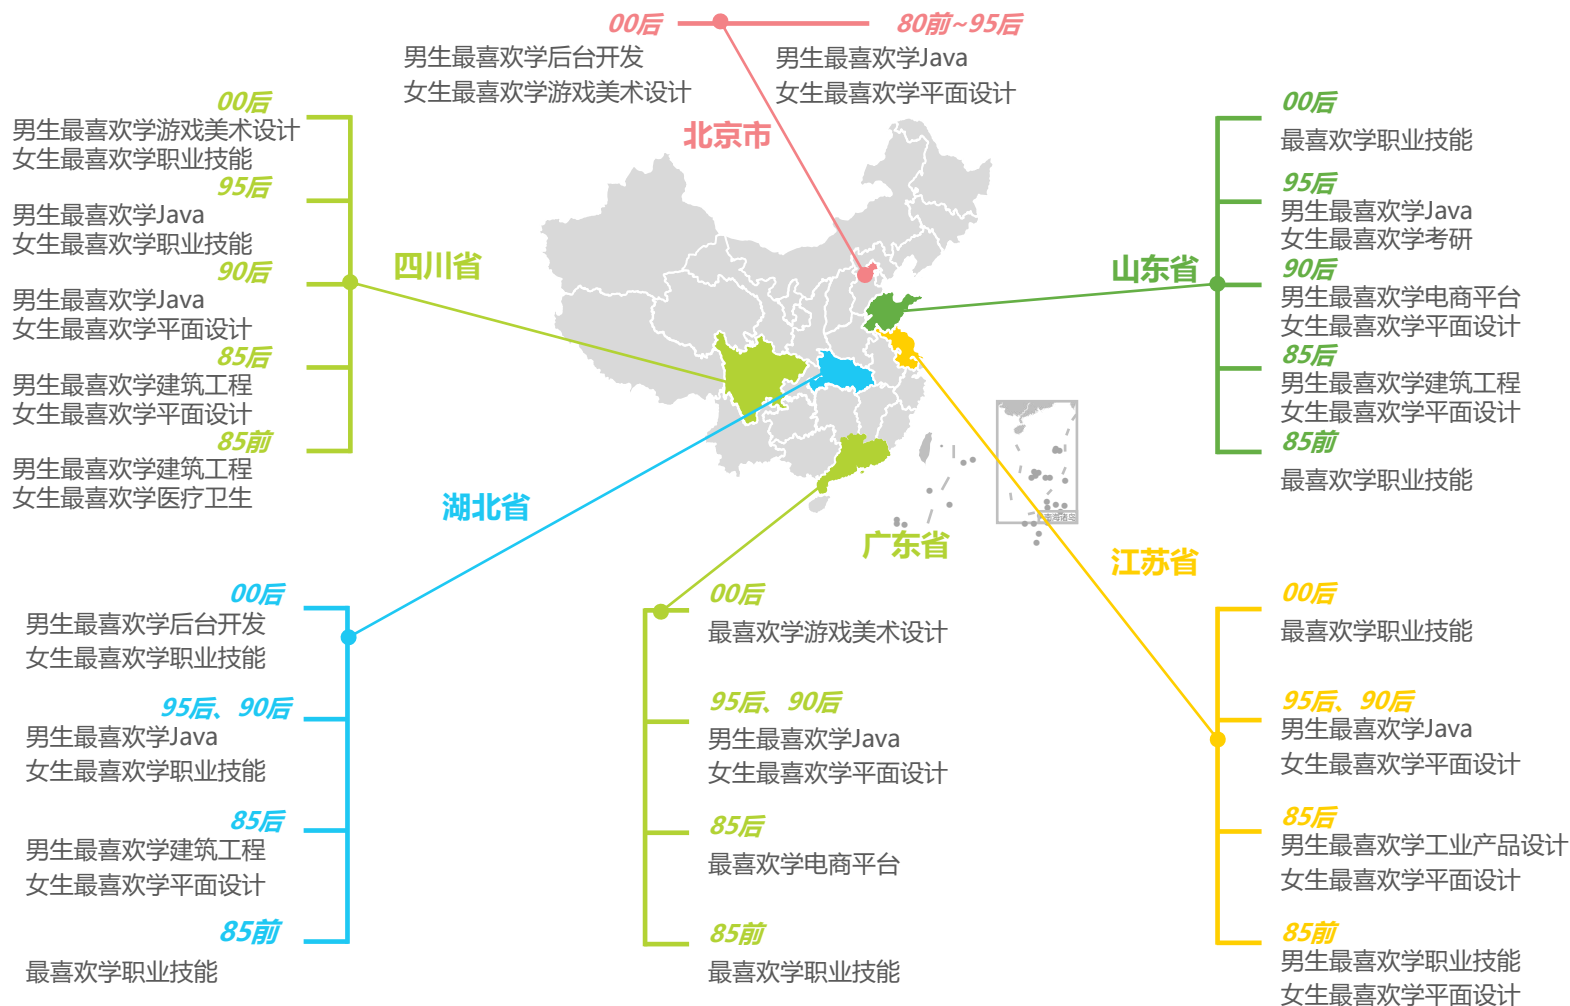 00后
男生最喜欢学后台开发
女生最喜欢学游戏美术设计
80前~95后
男生最喜欢学Java
女生最喜欢学平面设计
北京市
00后
男生最喜欢学游戏美术设计
女生最喜欢学职业技能
95后
男生最喜欢学Java
女生最喜欢学职业技能
90后
男生最喜欢学Java
女生最喜欢学平面设计
85后
男生最喜欢学建筑工程
女生最喜欢学平面设计
85前
男生最喜欢学建筑工程
女生最喜欢学医疗卫生
四川省
山东省
00后
最喜欢学职业技能
95后
男生最喜欢学Java
女生最喜欢学考研
90后
男生最喜欢学电商平台
女生最喜欢学平面设计
85后
男生最喜欢学建筑工程
女生最喜欢学平面设计
85前
最喜欢学职业技能
湖北省
00后
男生最喜欢学后台开发
女生最喜欢学职业技能
95后、90后
男生最喜欢学Java
女生最喜欢学职业技能
85后
男生最喜欢学建筑工程
女生最喜欢学平面设计
85前
最喜欢学职业技能
广东省
00后
最喜欢学游戏美术设计
95后、90后
男生最喜欢学Java
女生最喜欢学平面设计
85后
最喜欢学电商平台
85前
最喜欢学职业技能
南海诸岛
江苏省
00后
最喜欢学职业技能
95后、90后
男生最喜欢学Java
女生最喜欢学平面设计
85后
男生最喜欢学工业产品设计
女生最喜欢学平面设计
85前
男生最喜欢学职业技能
女生最喜欢学平面设计